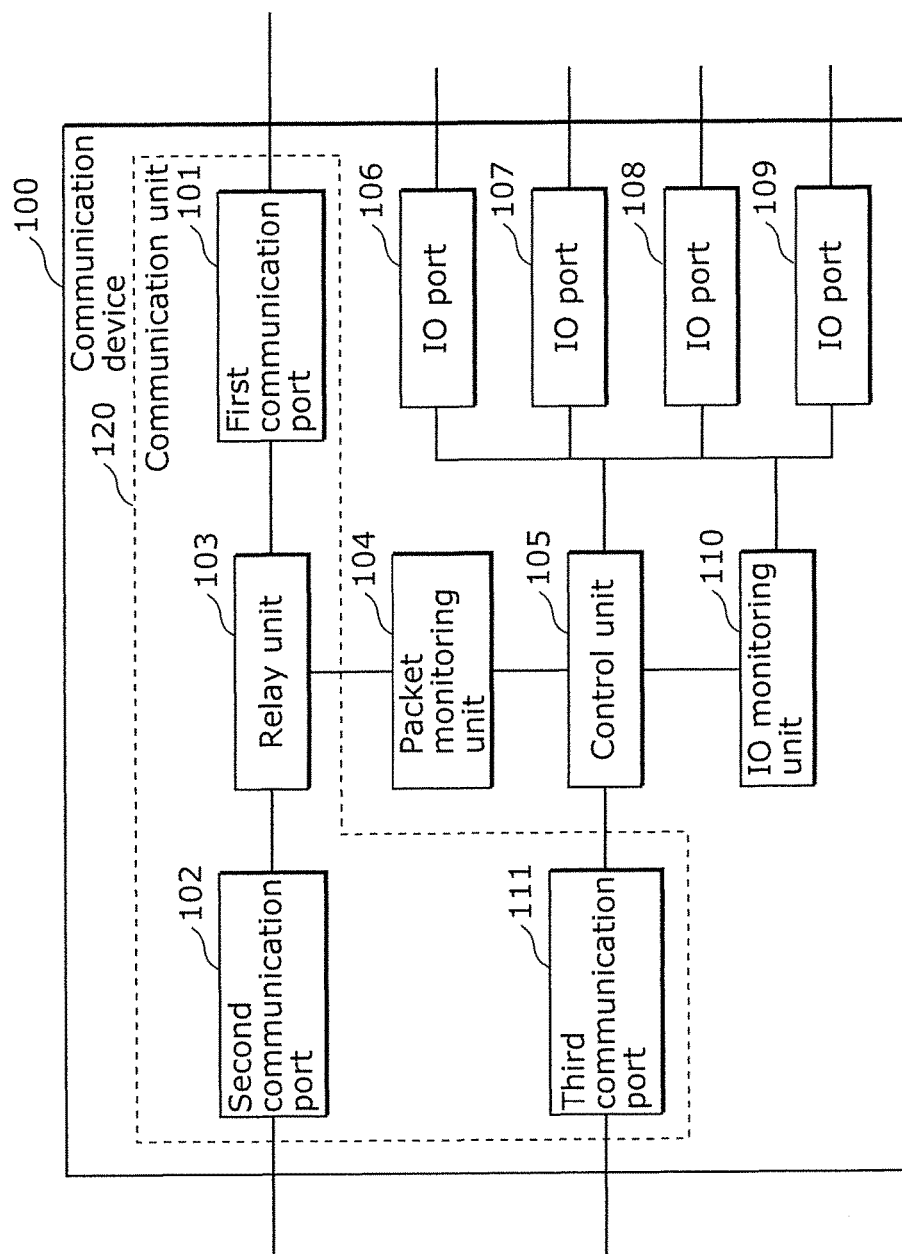 100
Communication
device
120
Communication unit
102
Second
communication
port
103
Relay unit
101
First
communication
port
104
Packet
monitoring
unit
106
IO port
111
Third
communication
port
105
Control unit
107
IO port
108
IO port
110
IO monitoring
unit
109
IO port